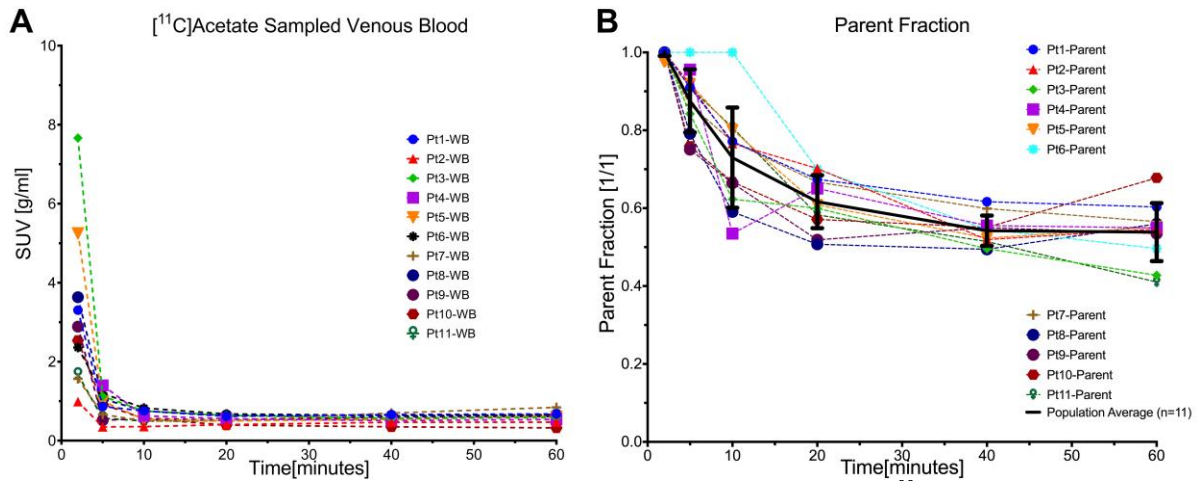 A
[¹¹C]Acetate Sampled Venous Blood
SUV [g/ml]
10
8
6
4
2
0
0
10
20
30
40
50
60
Time[minutes]
Pt1-WB
Pt2-WB
Pt3-WB
Pt4-WB
Pt5-WB
Pt6-WB
Pt7-WB
Pt8-WB
Pt9-WB
Pt10-WB
Pt11-WB
B
Parent Fraction
Parent Fraction [1/1]
1.0
0.8
0.6
0.4
0.2
0.0
0
10
20
30
40
50
60
Time[minutes]
Pt1-Parent
Pt2-Parent
Pt3-Parent
Pt4-Parent
Pt5-Parent
Pt6-Parent
Pt7-Parent
Pt8-Parent
Pt9-Parent
Pt10-Parent
Pt11-Parent
Population Average (n=11)